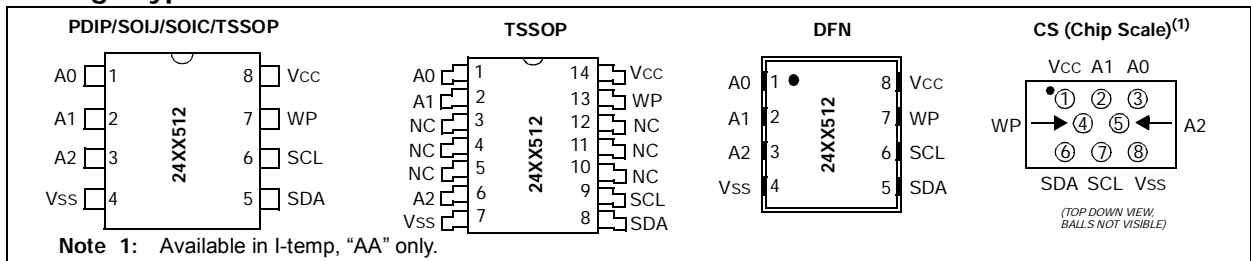 PDIP/SOIJ/SOIC/TSSOP
A0 1 8 VCC
A1 2 7 WP
A2 3 6 SCL
VSS 4 5 SDA
24XX512
TSSOP
A0 1 14 VCC
A1 2 13 WP
NC 3 12 NC
NC 4 11 NC
NC 5 10 NC
A2 6 9 SCL
VSS 7 8 SDA
24XX512
DFN
A0 1 8 VCC
A1 2 7 WP
A2 3 6 SCL
VSS 4 5 SDA
24XX512
CS (Chip Scale)(1)
VCC A1 A0
1 2 3
WP 4 5 A2
6 7 8
SDA SCL VSS
(TOP DOWN VIEW,
BALLS NOT VISIBLE)
Note 1: Available in I-temp, “AA” only.